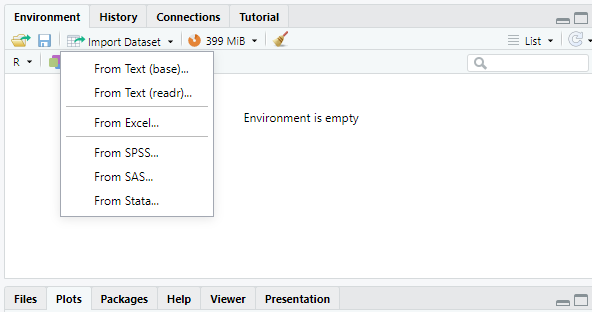 Environment History Connections Tutorial
Import Dataset 399 MiB List
R
From Text (base)...
From Text (readr)...
From Excel...
Environment is empty
From SPSS...
From SAS...
From Stata...
Files Plots Packages Help Viewer Presentation